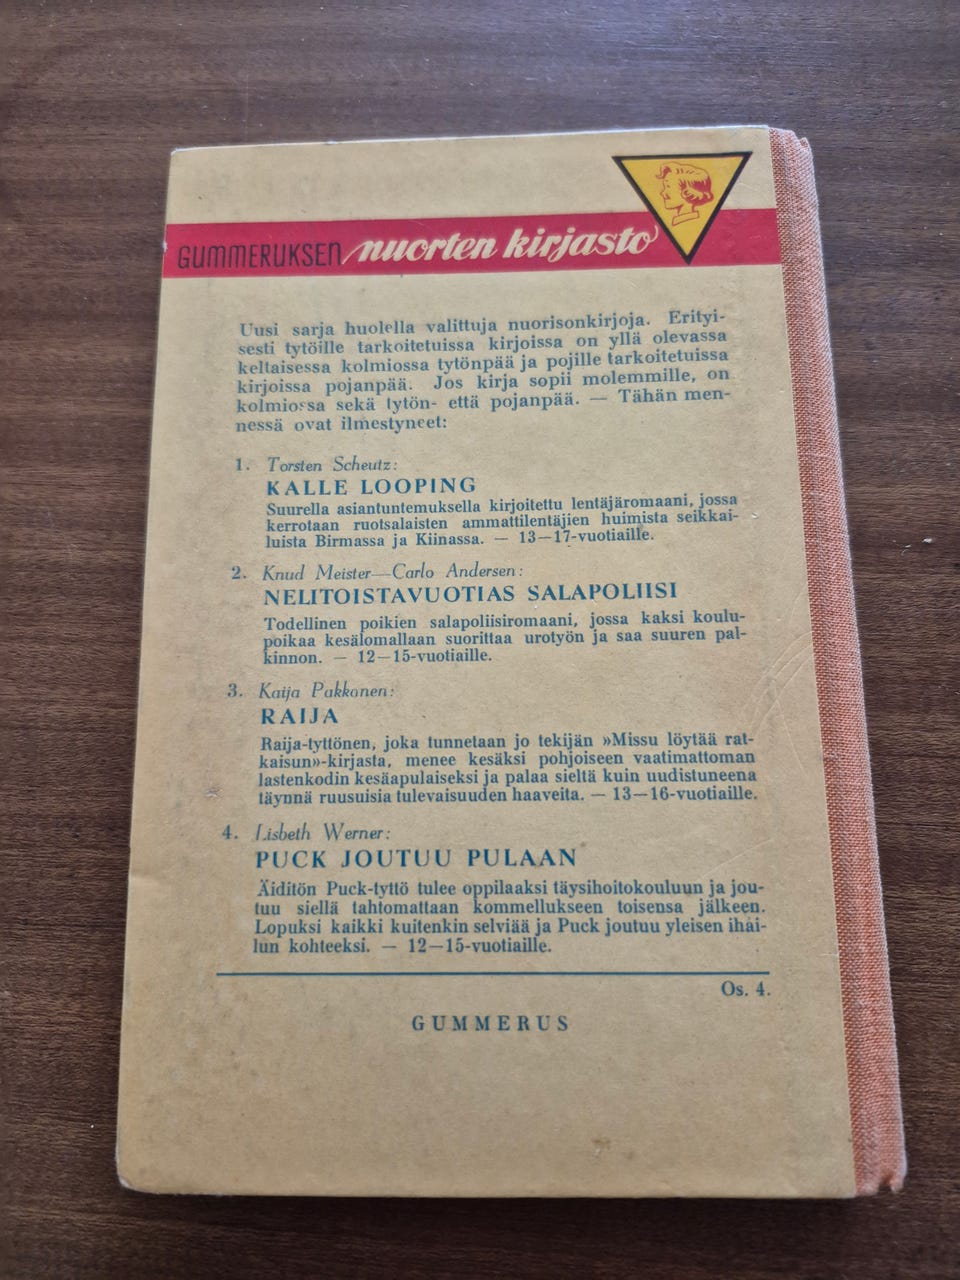 GUMMERUKSEN nuorten kirjasto
Uusi sarja huolella valittuja nuorisonkirjoja. Erityi-
sesti tytöille tarkoitetuissa kirjoissa on yllä olevassa
keltaisessa kolmiossa tytönpää ja pojille tarkoitetuissa
kirjoissa pojanpää. Jos kirja sopii molemmille, on
kolmiossa sekä tytön- että pojanpää. — Tähän men-
nessä ovat ilmestyneet:
1. Torsten Scheutz:
KALLE LOOPING
Suurella asiantuntemuksella kirjoitettu lentäjäromaani, jossa
kerrotaan ruotsalaisten ammattilentäjien huimista seikkai-
luista Birmassa ja Kiinassa. — 13—17-vuotiaille.
2. Knud Meister—Carlo Andersen:
NELITOISTAVUOTIAS SALAPOLIISI
Todellinen poikien salapoliisiromaani, jossa kaksi koulu-
poikaa kesälomallaan suorittaa urotyön ja saa suuren pal-
kinnon. — 12—15-vuotiaille.
3. Kaija Pakkanen:
RAIJA
Raija-tyttönen, joka tunnetaan jo tekijän »Missu löytää rat-
kaisun»-kirjasta, menee kesäksi pohjoiseen vaatimattoman
lastenkodin kesäapulaiseksi ja palaa sieltä kuin uudistuneena
täynnä ruusuisia tulevaisuuden haaveita. — 13—16-vuotiaille.
4. Lisbeth Werner:
PUCK JOUTUU PULAAN
Äiditön Puck-tyttö tulee oppilaaksi täysihoitokouluun ja jou-
tuu siellä tahtomattaan kommellukseen toisensa jälkeen.
Lopuksi kaikki kuitenkin selviää ja Puck joutuu yleisen ihai-
lun kohteeksi. — 12—15-vuotiaille.
Os. 4.
GUMMERUS